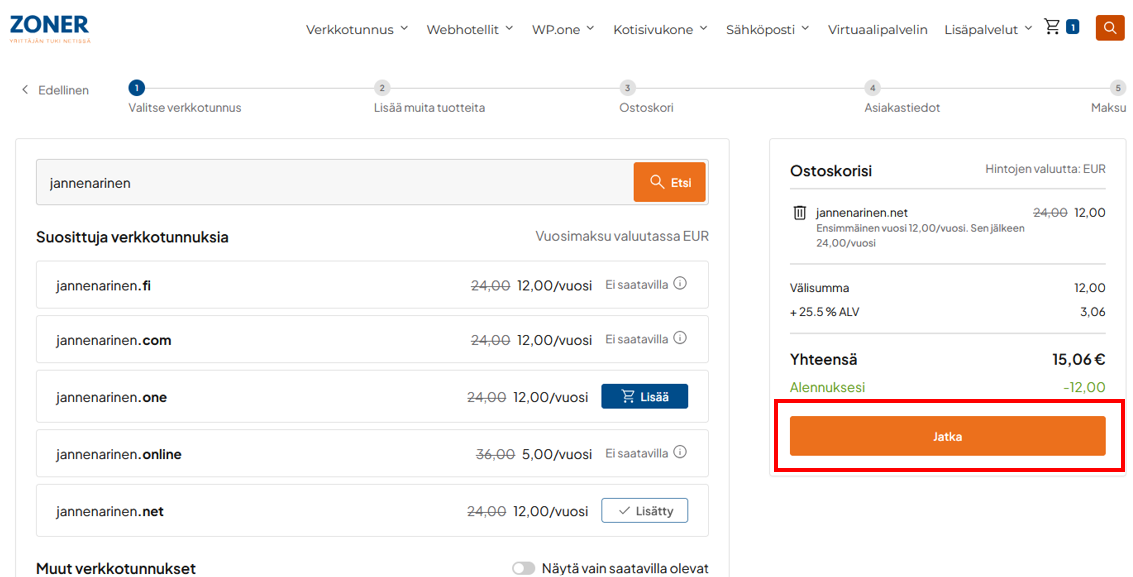 ZONER
YRITTÄJÄN TUKI NETISSÄ
Verkkotunnus Webhotellit WP.one Kotisivukone Sähköposti Virtuaalipalvelin Lisäpalvelut 1
Edellinen
1 2 3 4 5
Valitse verkkotunnus Lisää muita tuotteita Ostoskori Asiakastiedot Maksu
jannenarinen Etsi
Suosittuja verkkotunnuksia Vuosimaksu valuutassa EUR
jannenarinen.fi 24,00 12,00/vuosi Ei saatavilla
jannenarinen.com 24,00 12,00/vuosi Ei saatavilla
jannenarinen.one 24,00 12,00/vuosi Lisää
jannenarinen.online 36,00 5,00/vuosi Ei saatavilla
jannenarinen.net 24,00 12,00/vuosi Lisätty
Muut verkkotunnukset Näytä vain saatavilla olevat
Ostoskorisi Hintojen valuutta: EUR
jannenarinen.net 24,00 12,00
Ensimmäinen vuosi 12,00/vuosi. Sen jälkeen
24,00/vuosi
Välisumma 12,00
+ 25.5 % ALV 3,06
Yhteensä 15,06 €
Alennuksesi -12,00
Jatka